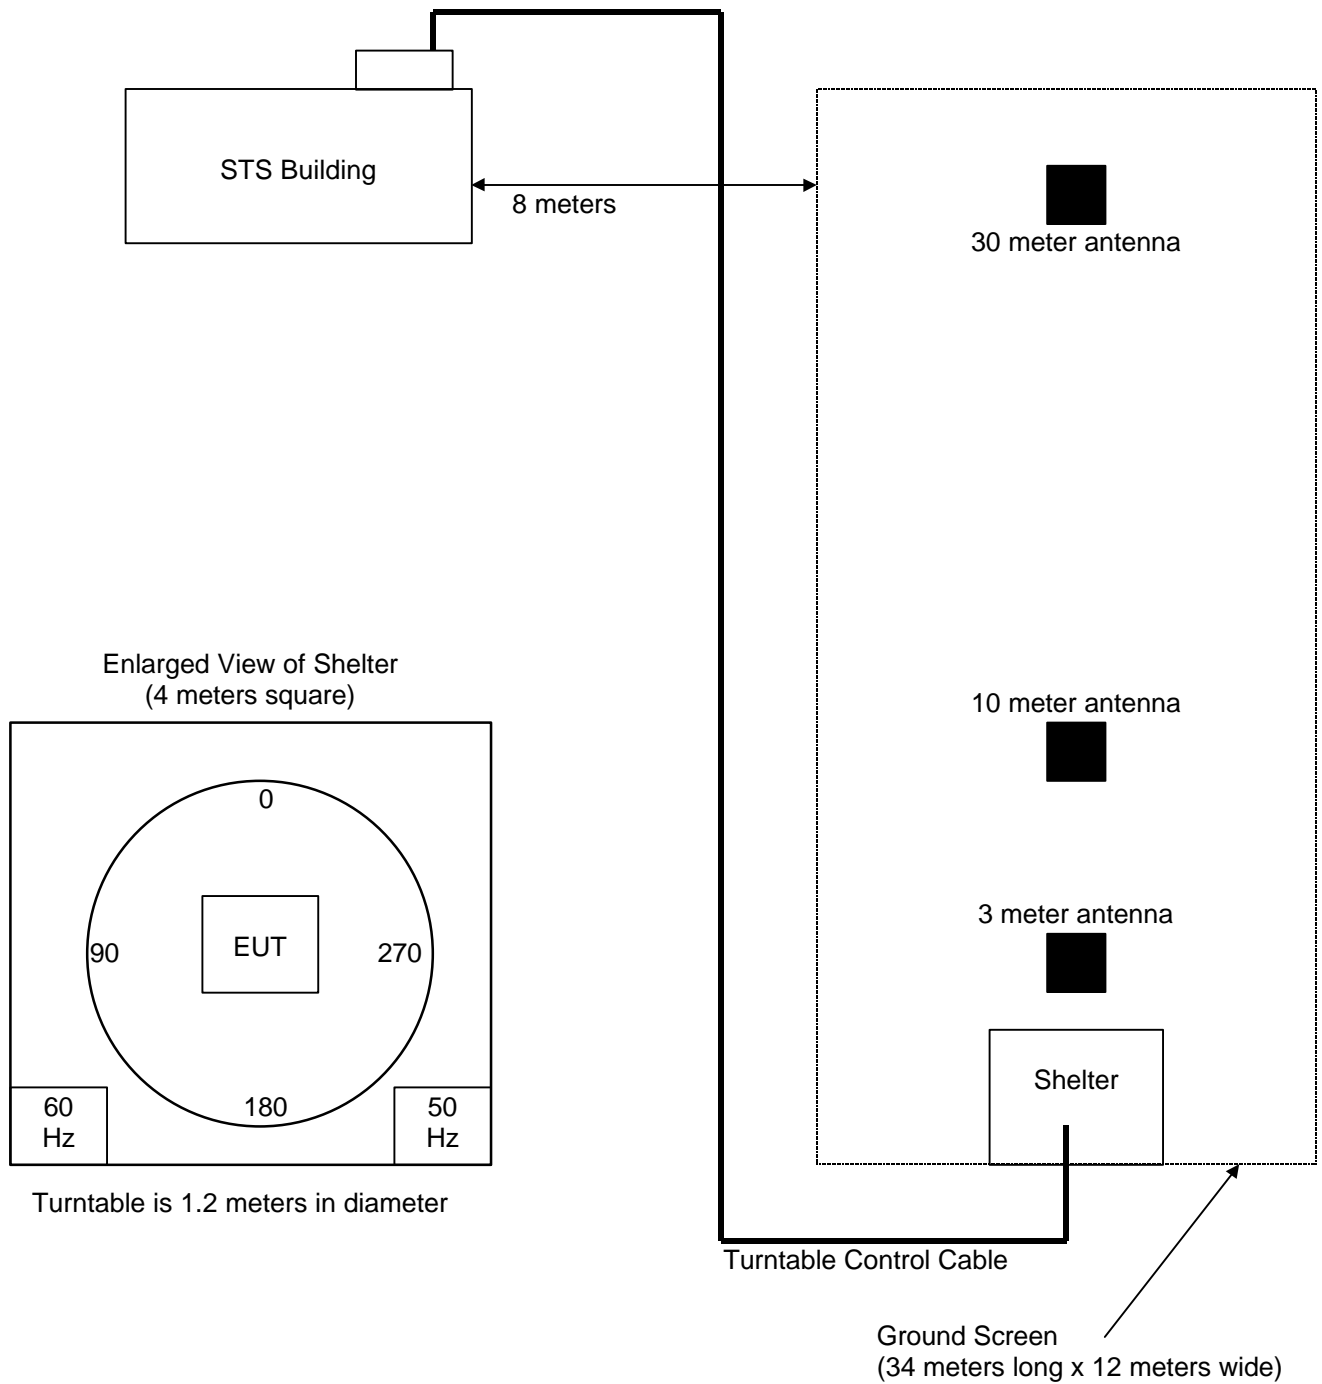 STS Building
8 meters
30 meter antenna
Enlarged View of Shelter
(4 meters square)
0
90
EUT
270
180
60
Hz
50
Hz
Turntable is 1.2 meters in diameter
10 meter antenna
3 meter antenna
Shelter
Turntable Control Cable
Ground Screen
(34 meters long x 12 meters wide)